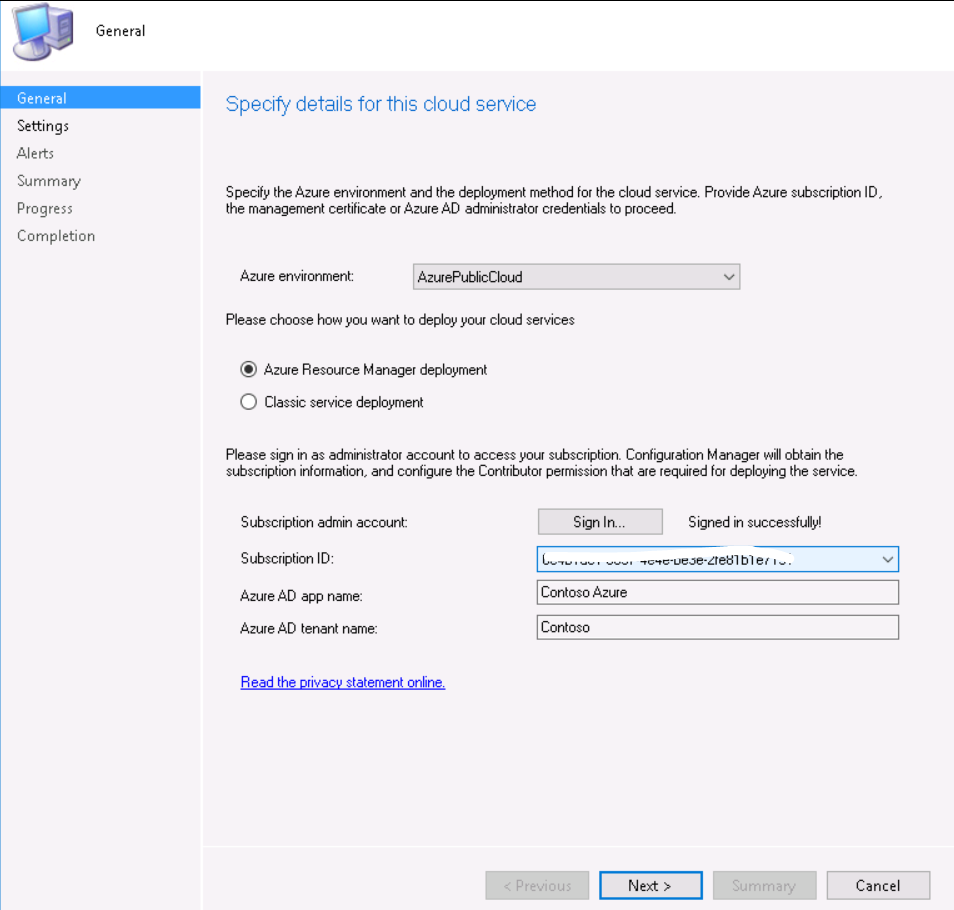 General
General
Settings
Alerts
Summary
Progress
Completion
Specify details for this cloud service
Specify the Azure environment and the deployment method for the cloud service. Provide Azure subscription ID,
the management certificate or Azure AD administrator credentials to proceed.
Azure environment: AzurePublicCloud
Please choose how you want to deploy your cloud services
Azure Resource Manager deployment
Classic service deployment
Please sign in as administrator account to access your subscription. Configuration Manager will obtain the
subscription information, and configure the Contributor permission that are required for deploying the service.
Subscription admin account: Sign In... Signed in successfully!
Subscription ID:
Azure AD app name: Contoso Azure
Azure AD tenant name: Contoso
Read the privacy statement online.
< Previous Next > Summary Cancel